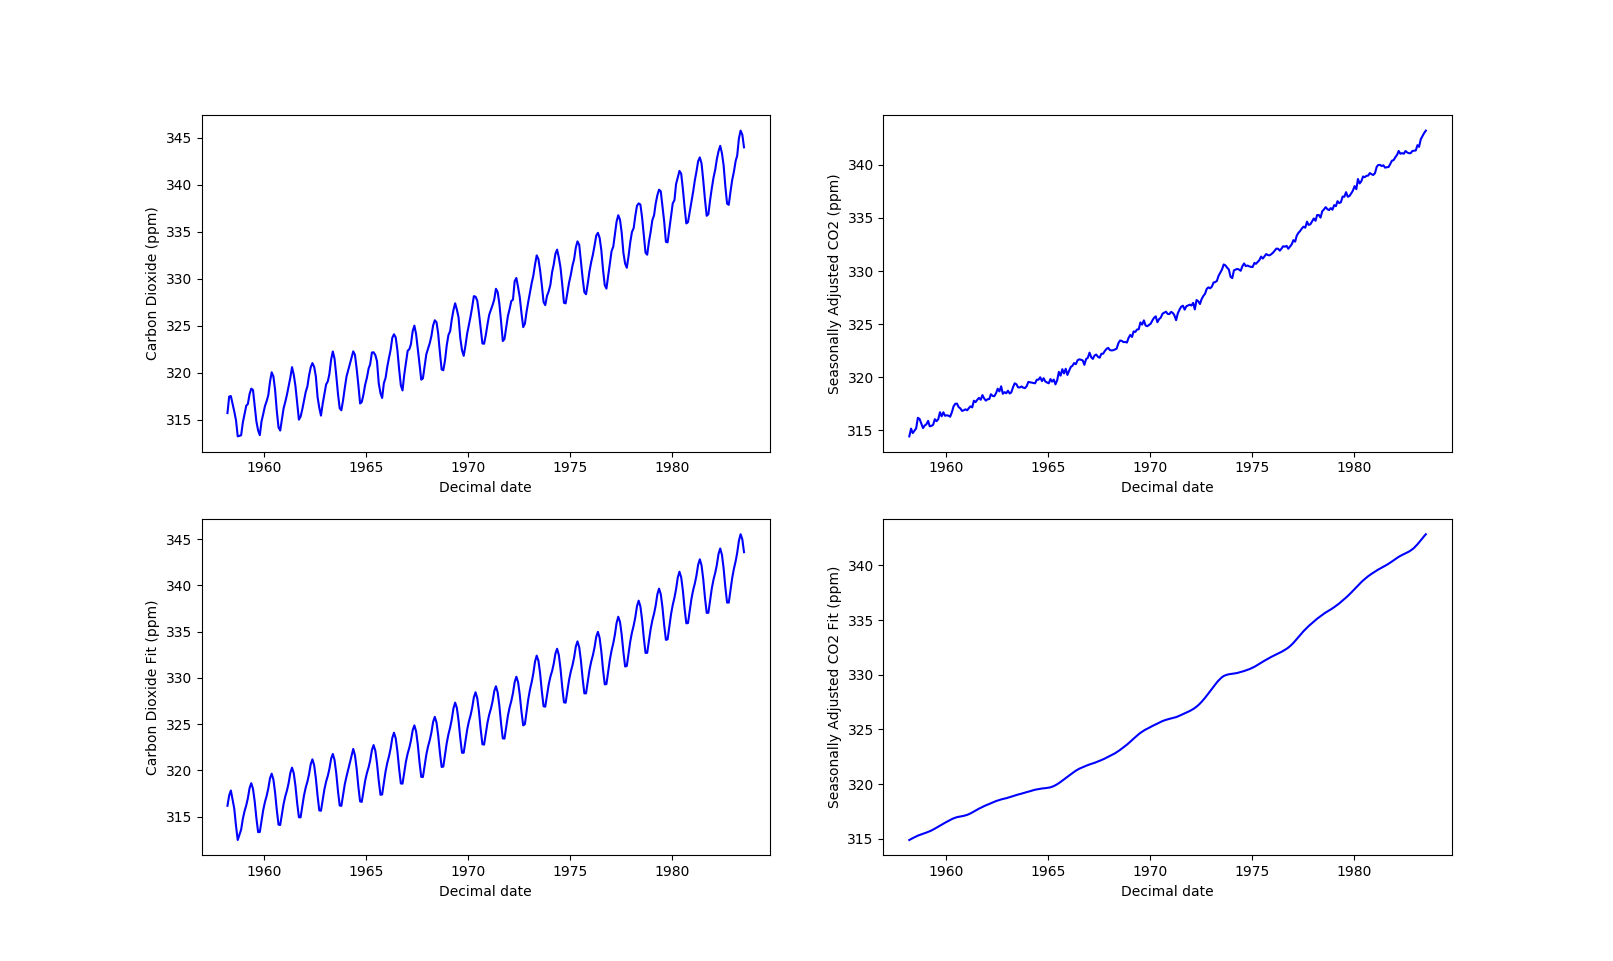 345
340
335
330
325
320
315
Carbon Dioxide (ppm)
1960 1965 1970 1975 1980
Decimal date
340
335
330
325
320
315
Seasonally Adjusted CO2 (ppm)
1960 1965 1970 1975 1980
Decimal date
345
340
335
330
325
320
315
Carbon Dioxide Fit (ppm)
1960 1965 1970 1975 1980
Decimal date
340
335
330
325
320
315
Seasonally Adjusted CO2 Fit (ppm)
1960 1965 1970 1975 1980
Decimal date